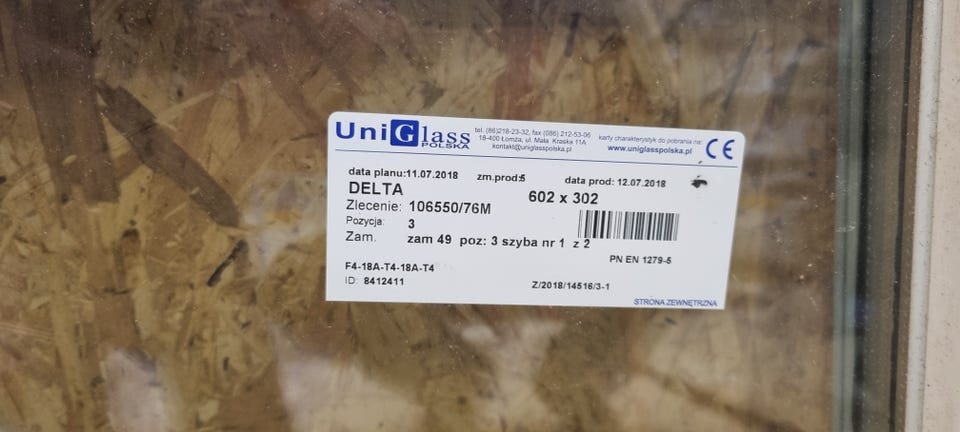 UniGlass
POLSKA
tel. (86)218-23-32, fax (086) 212-53-06
18-400 Łomża, ul. Mała Kraska 11A
kontakt@uniglasspolska.pl
karty charakterystyk do pobrania na:
www.uniglasspolska.pl
CE
data planu:11.07.2018 zm.prod:5 data prod: 12.07.2018
DELTA 602 x 302
Zlecenie: 106550/76M
Pozycja: 3
Zam. zam 49 poz: 3 szyba nr 1 z 2
PN EN 1279-5
F4-18A-T4-18A-T4
ID: 8412411 Z/2018/14516/3-1
STRONA ZEWNĘTRZNA